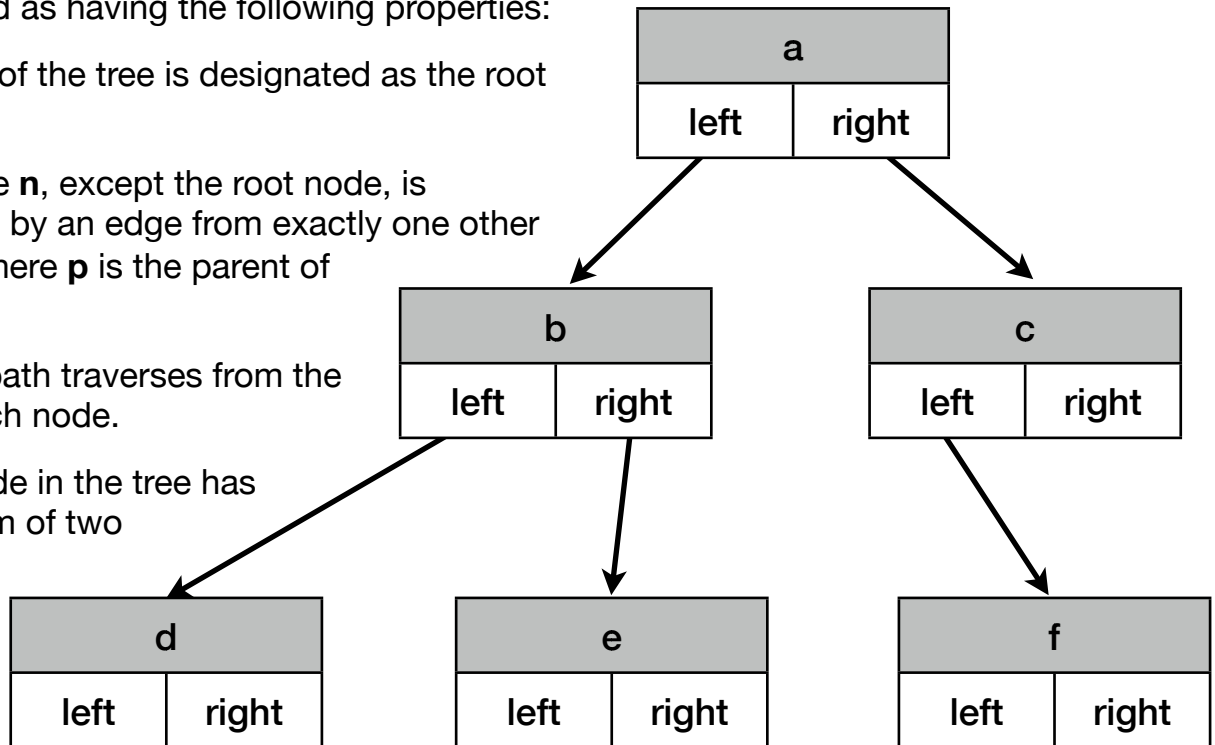 d as having the following properties:
of the tree is designated as the root
e n, except the root node, is
by an edge from exactly one other
here p is the parent of
path traverses from the
ch node.
de in the tree has
m of two
a
left right
b
left right
c
left right
d
left right
e
left right
f
left right